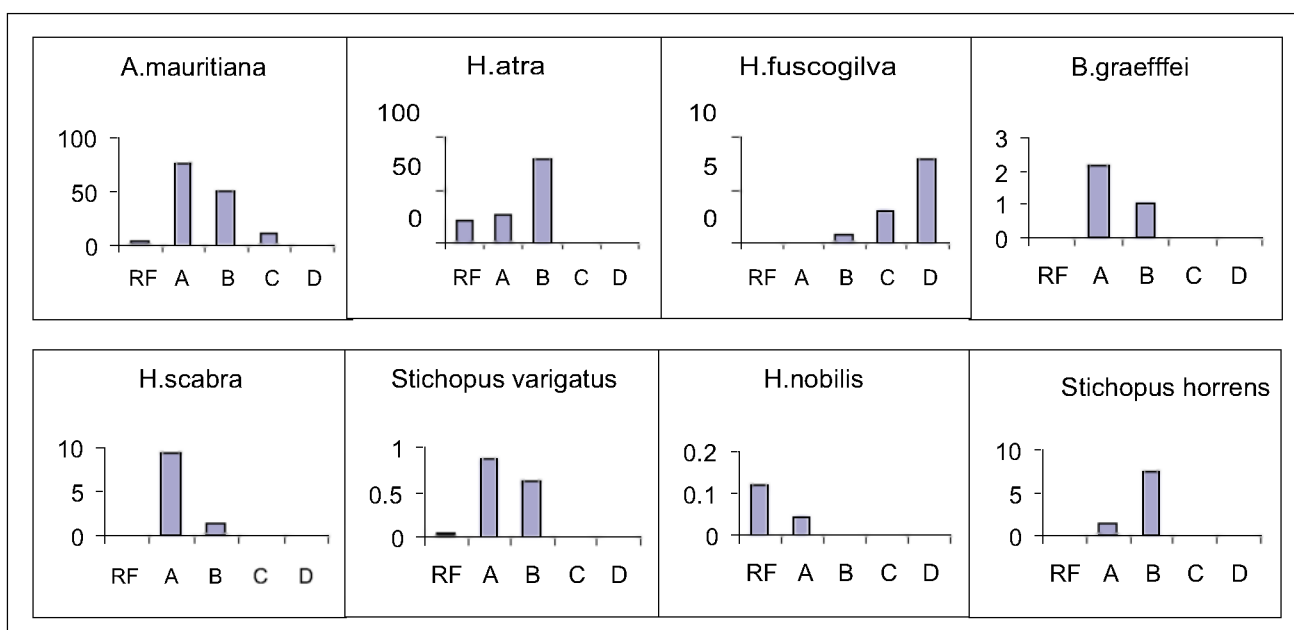 A.mauritiana
100
50
0
RF A B C D
H.atra
100
50
0
RF A B C D
H.fuscogilva
10
5
0
RF A B C D
B.graefffei
3
2
1
0
RF A B C D
H.scabra
10
5
0
RF A B C D
Stichopus varigatus
1
0.5
0
RF A B C D
H.nobilis
0.2
0.1
0
RF A B C D
Stichopus horrens
10
5
0
RF A B C D